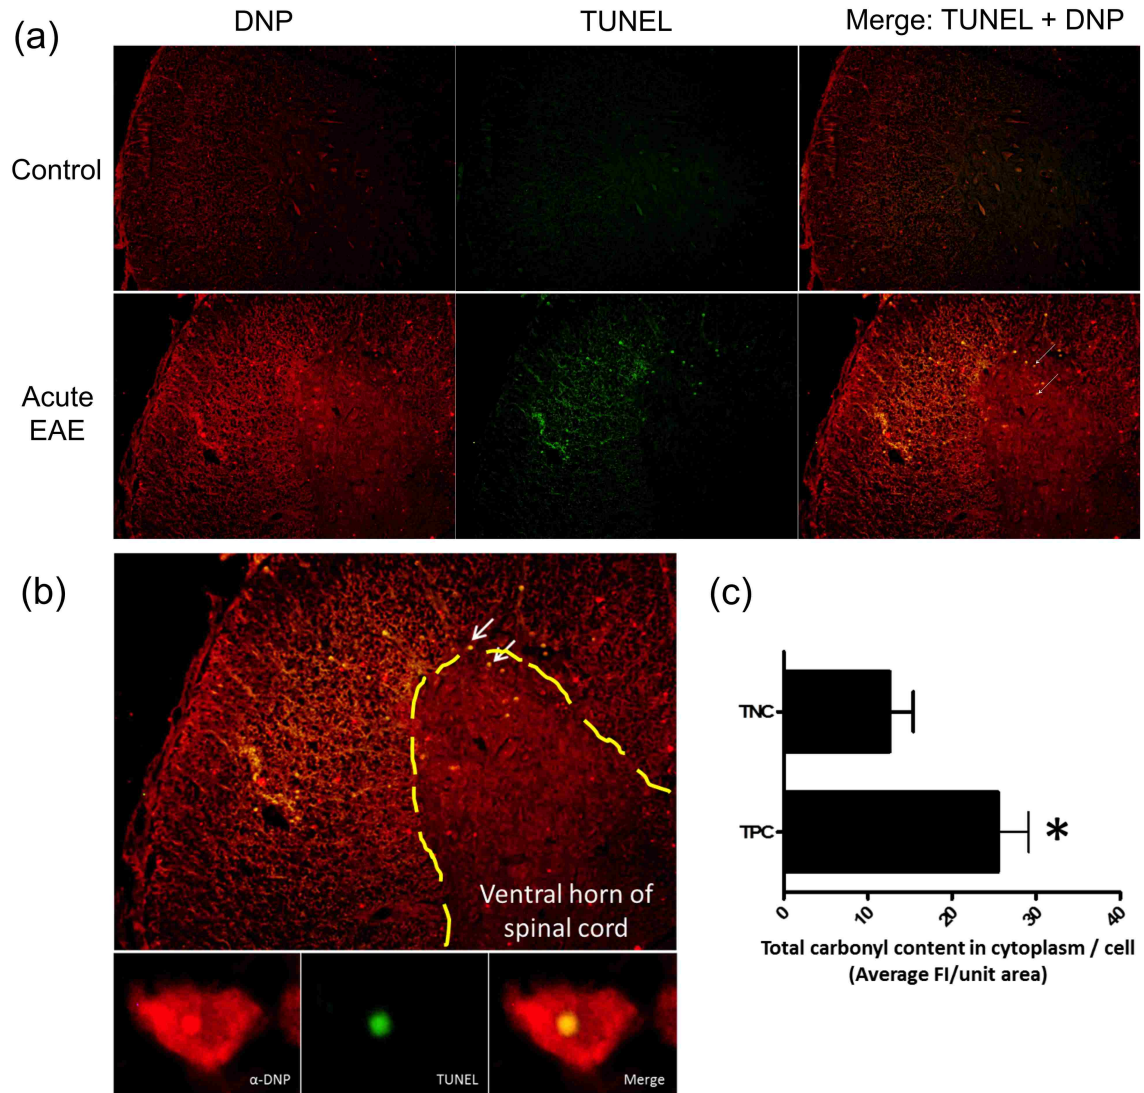 (a)
DNP
TUNEL
Merge: TUNEL + DNP
Control
Acute
EAE
(b)
Ventral horn of
spinal cord
α-DNP
TUNEL
Merge
(c)
TNC
TPC
*
0
10
20
30
40
Total carbonyl content in cytoplasm / cell
(Average FI/unit area)